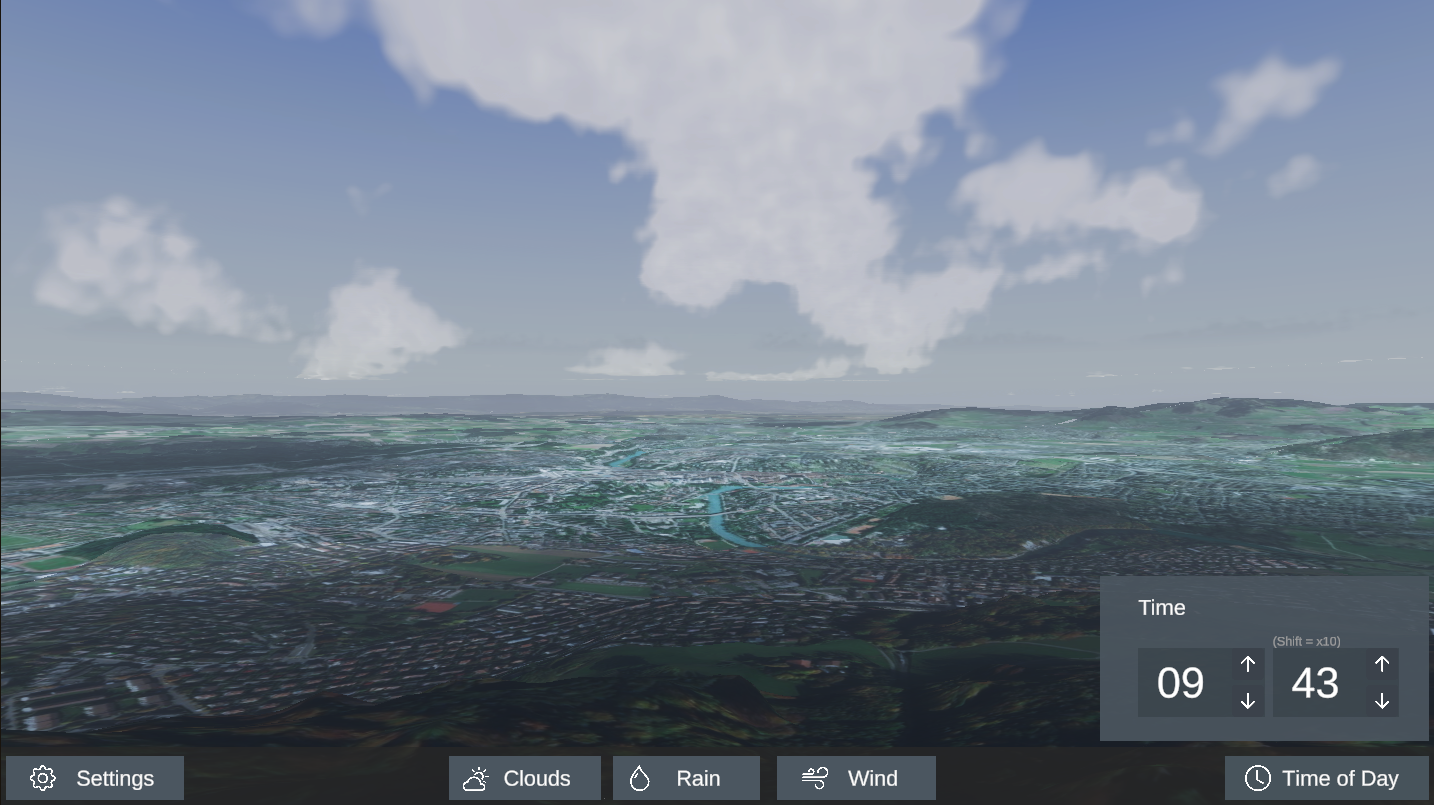 Time
(Shift = x10)
09 43
Settings
Clouds
Rain
Wind
Time of Day